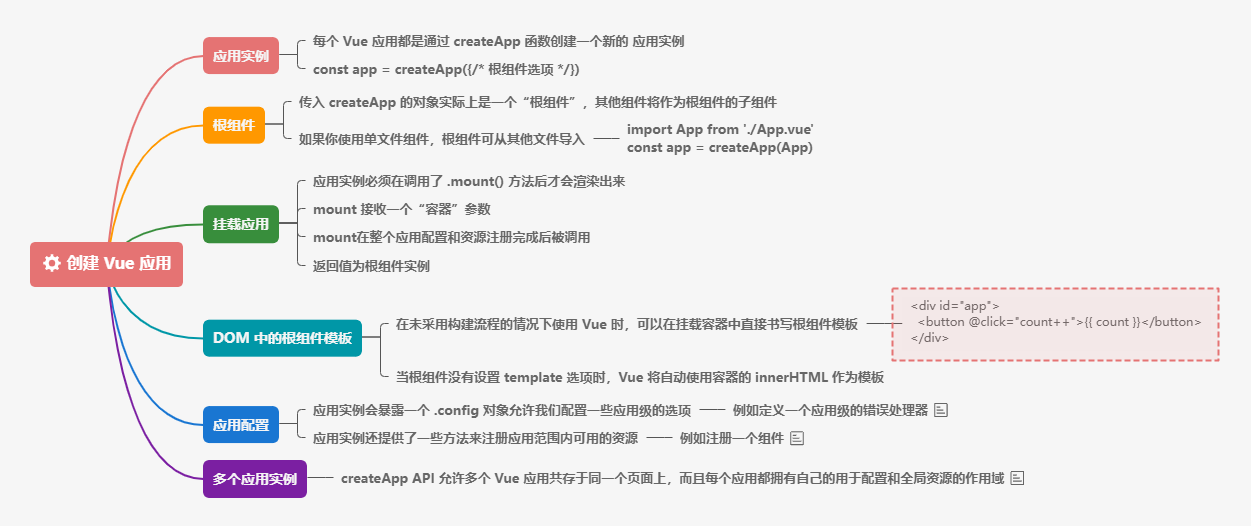 创建 Vue 应用
应用实例
每个 Vue 应用都是通过 createApp 函数创建一个新的 应用实例
const app = createApp({/* 根组件选项 */})
根组件
传入 createApp 的对象实际上是一个“根组件”，其他组件将作为根组件的子组件
如果你使用单文件组件，根组件可从其他文件导入
import App from './App.vue'
const app = createApp(App)
挂载应用
应用实例必须在调用了 .mount() 方法后才会渲染出来
mount 接收一个“容器”参数
mount在整个应用配置和资源注册完成后被调用
返回值为根组件实例
DOM 中的根组件模板
在未采用构建流程的情况下使用 Vue 时，可以在挂载容器中直接书写根组件模板
<div id="app">
<button @click="count++">{{ count }}</button>
</div>
当根组件没有设置 template 选项时，Vue 将自动使用容器的 innerHTML 作为模板
应用配置
应用实例会暴露一个 .config 对象允许我们配置一些应用级的选项
例如定义一个应用级的错误处理器
应用实例还提供了一些方法来注册应用范围内可用的资源
例如注册一个组件
多个应用实例
createApp API 允许多个 Vue 应用共存于同一个页面上，而且每个应用都拥有自己的用于配置和全局资源的作用域